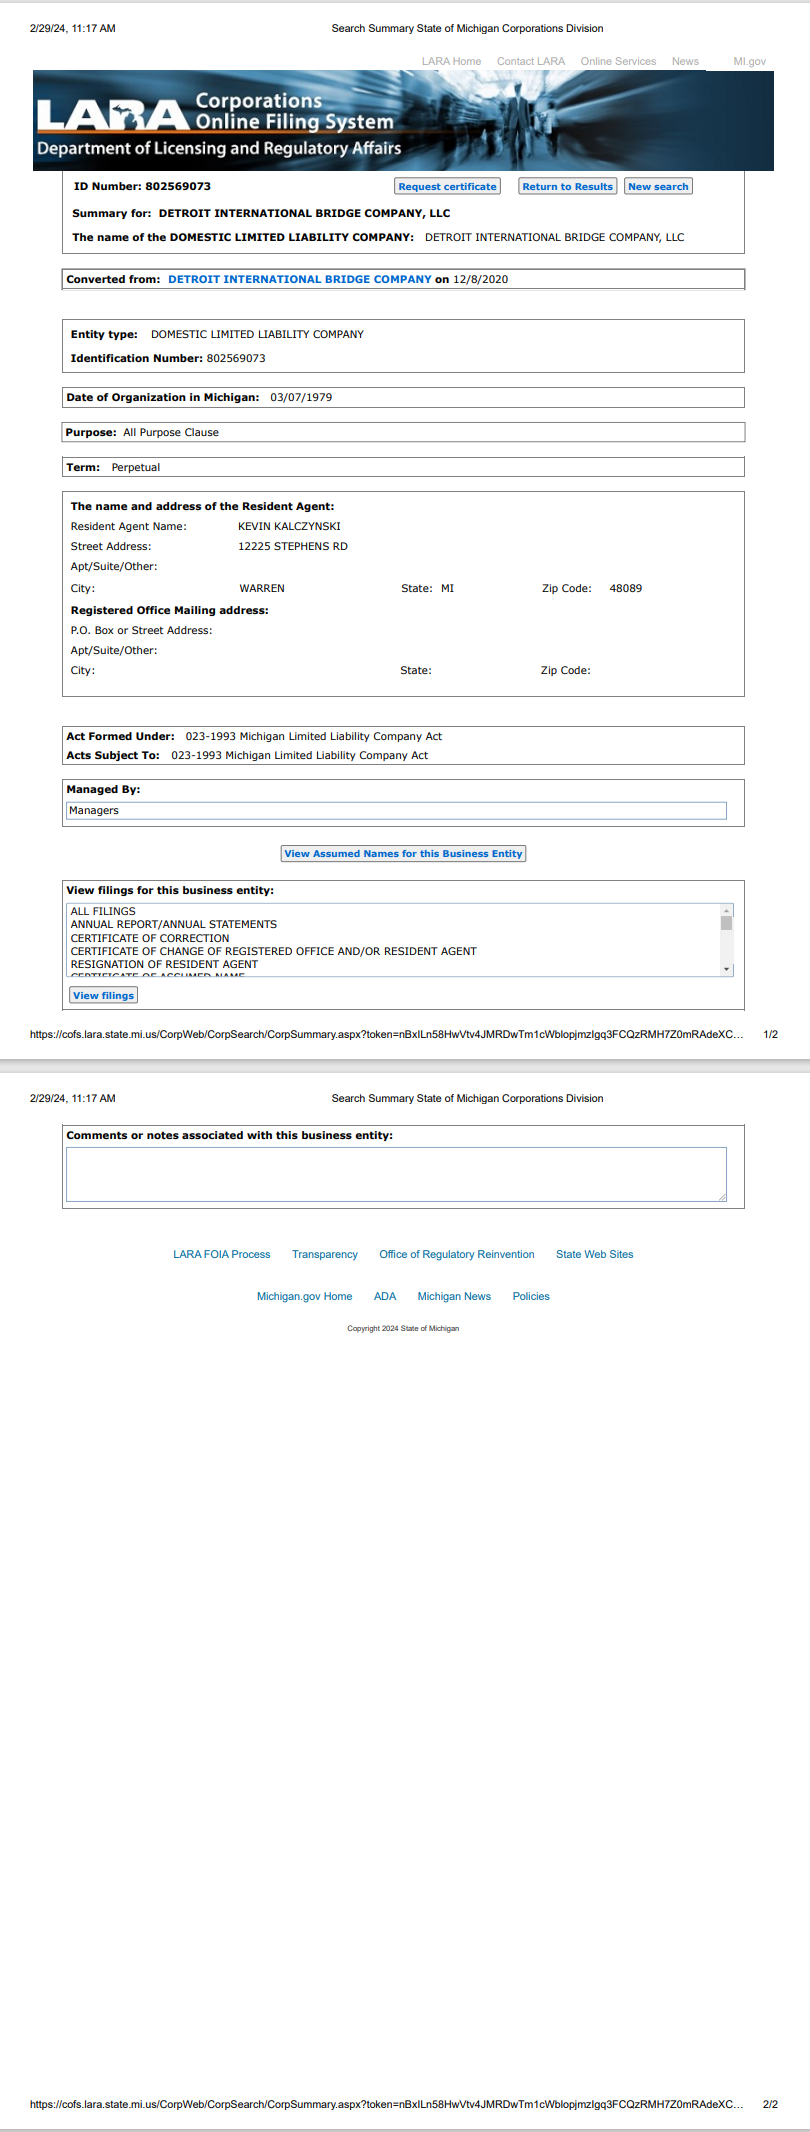 2/29/24, 11:17 AM Search Summary State of Michigan Corporations Division
LARA Home Contact LARA Online Services News MI.gov
LARA Corporations
Online Filing System
Department of Licensing and Regulatory Affairs
ID Number: 802569073 Request certificate Return to Results New search
Summary for: DETROIT INTERNATIONAL BRIDGE COMPANY, LLC
The name of the DOMESTIC LIMITED LIABILITY COMPANY: DETROIT INTERNATIONAL BRIDGE COMPANY, LLC
Converted from: DETROIT INTERNATIONAL BRIDGE COMPANY on 12/8/2020
Entity type: DOMESTIC LIMITED LIABILITY COMPANY
Identification Number: 802569073
Date of Organization in Michigan: 03/07/1979
Purpose: All Purpose Clause
Term: Perpetual
The name and address of the Resident Agent:
Resident Agent Name: KEVIN KALCZYNSKI
Street Address: 12225 STEPHENS RD
Apt/Suite/Other:
City: WARREN State: MI Zip Code: 48089
Registered Office Mailing address:
P.O. Box or Street Address:
Apt/Suite/Other:
City: State: Zip Code:
Act Formed Under: 023-1993 Michigan Limited Liability Company Act
Acts Subject To: 023-1993 Michigan Limited Liability Company Act
Managed By:
Managers
View Assumed Names for this Business Entity
View filings for this business entity:
ALL FILINGS
ANNUAL REPORT/ANNUAL STATEMENTS
CERTIFICATE OF CORRECTION
CERTIFICATE OF CHANGE OF REGISTERED OFFICE AND/OR RESIDENT AGENT
RESIGNATION OF RESIDENT AGENT
CERTIFICATE OF ASSUMED NAME
View filings
https://cofs.lara.state.mi.us/CorpWeb/CorpSearch/CorpSummary.aspx?token=nBxILn58HwVtv4JMRDwTm1cWblopjmzIgq3FCQzRMH7Z0mRAdeXC... 1/2
2/29/24, 11:17 AM Search Summary State of Michigan Corporations Division
Comments or notes associated with this business entity:
LARA FOIA Process Transparency Office of Regulatory Reinvention State Web Sites
Michigan.gov Home ADA Michigan News Policies
Copyright 2024 State of Michigan
https://cofs.lara.state.mi.us/CorpWeb/CorpSearch/CorpSummary.aspx?token=nBxILn58HwVtv4JMRDwTm1cWblopjmzIgq3FCQzRMH7Z0mRAdeXC... 2/2